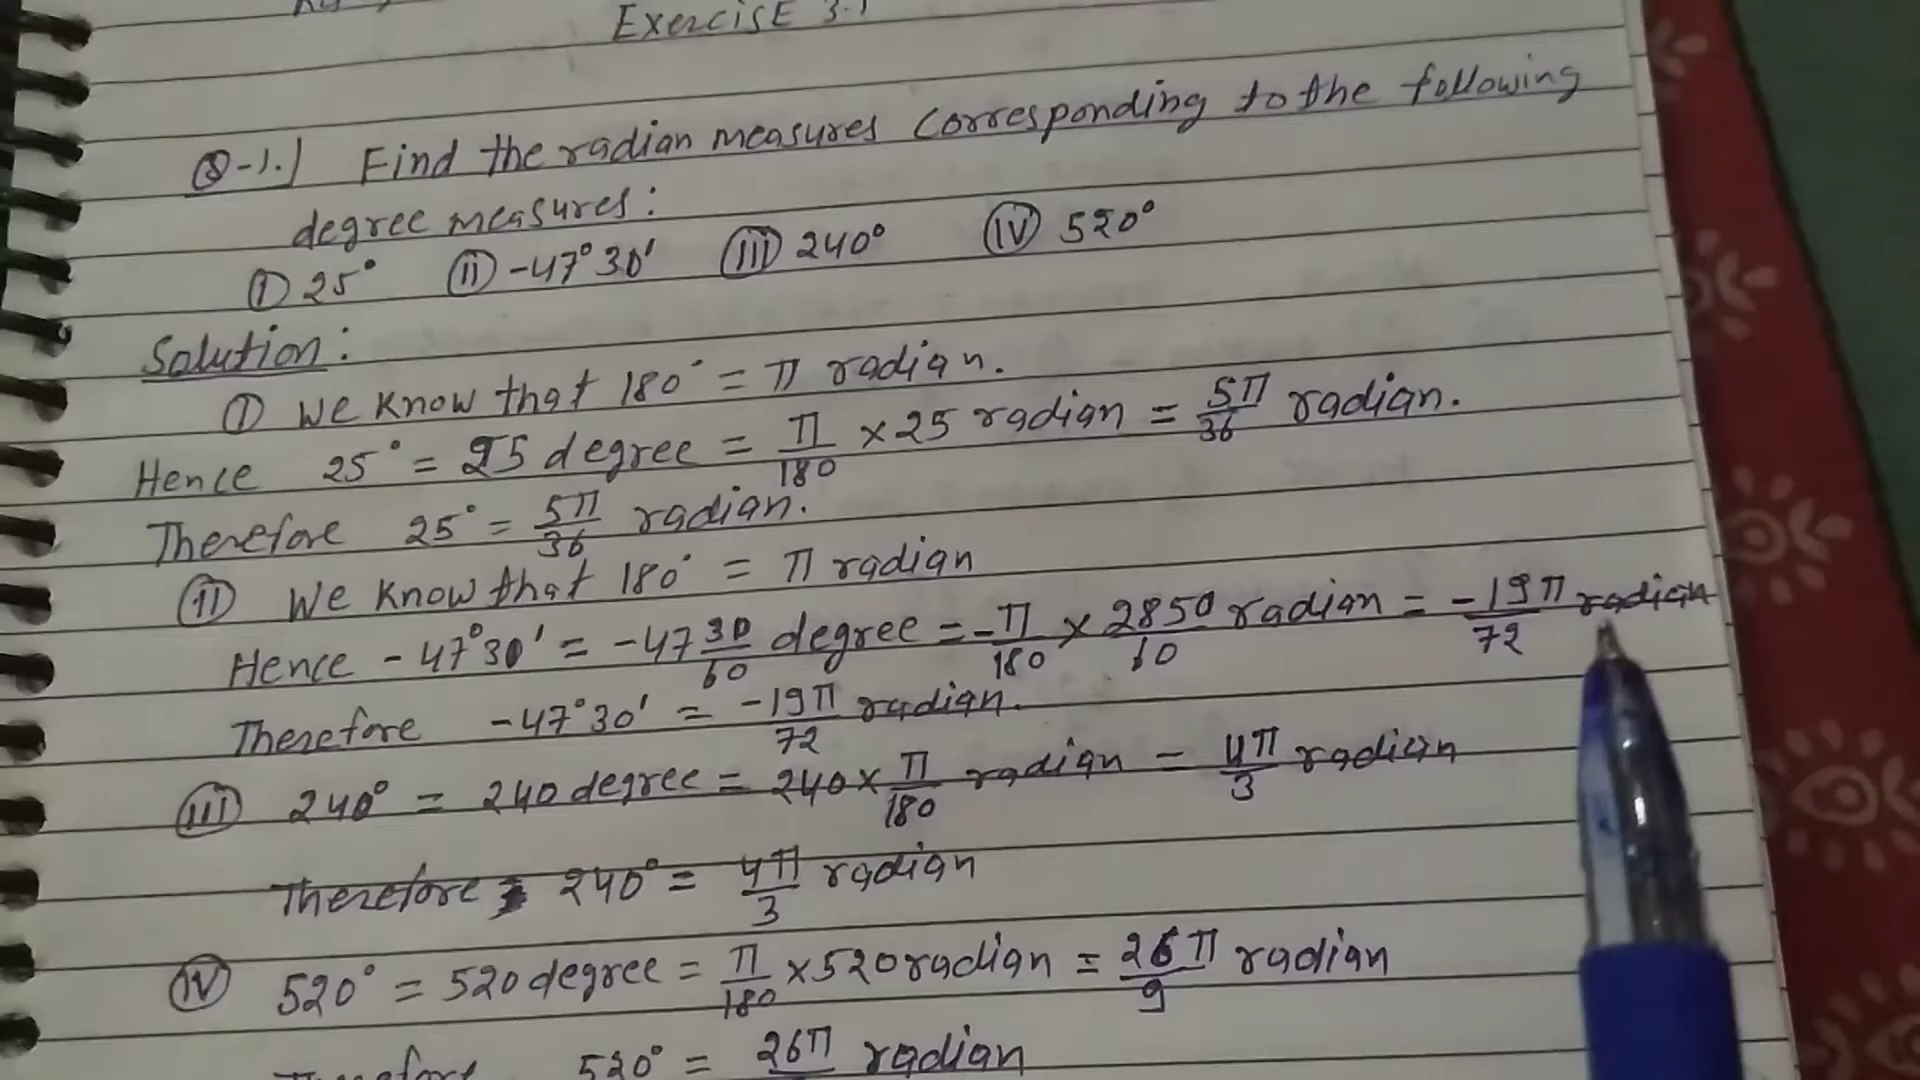 Exercise 3.1
Q-1.) Find the radian measures corresponding to the following
degree measures:
(i) 25° (ii) -47°30' (iii) 240° (iv) 520°
Solution:
(i) We know that 180° = π radian.
Hence 25° = 25 degree = π/180 ×25 radian = 5π/36 radian.
Therefore 25° = 5π/36 radian.
(ii) We know that 180° = π radian
Hence -47°30' = -47 30/60 degree = -π/180 × 2850/60 radian = -19π/72 radian
Therefore -47°30' = -19π/72 radian.
(iii) 240° = 240 degree = 240× π/180 radian = 4π/3 radian
Therefore 240° = 4π/3 radian
(iv) 520° = 520 degree = π/180 ×520 radian = 26π/9 radian
Therefore 520° = 26π radian